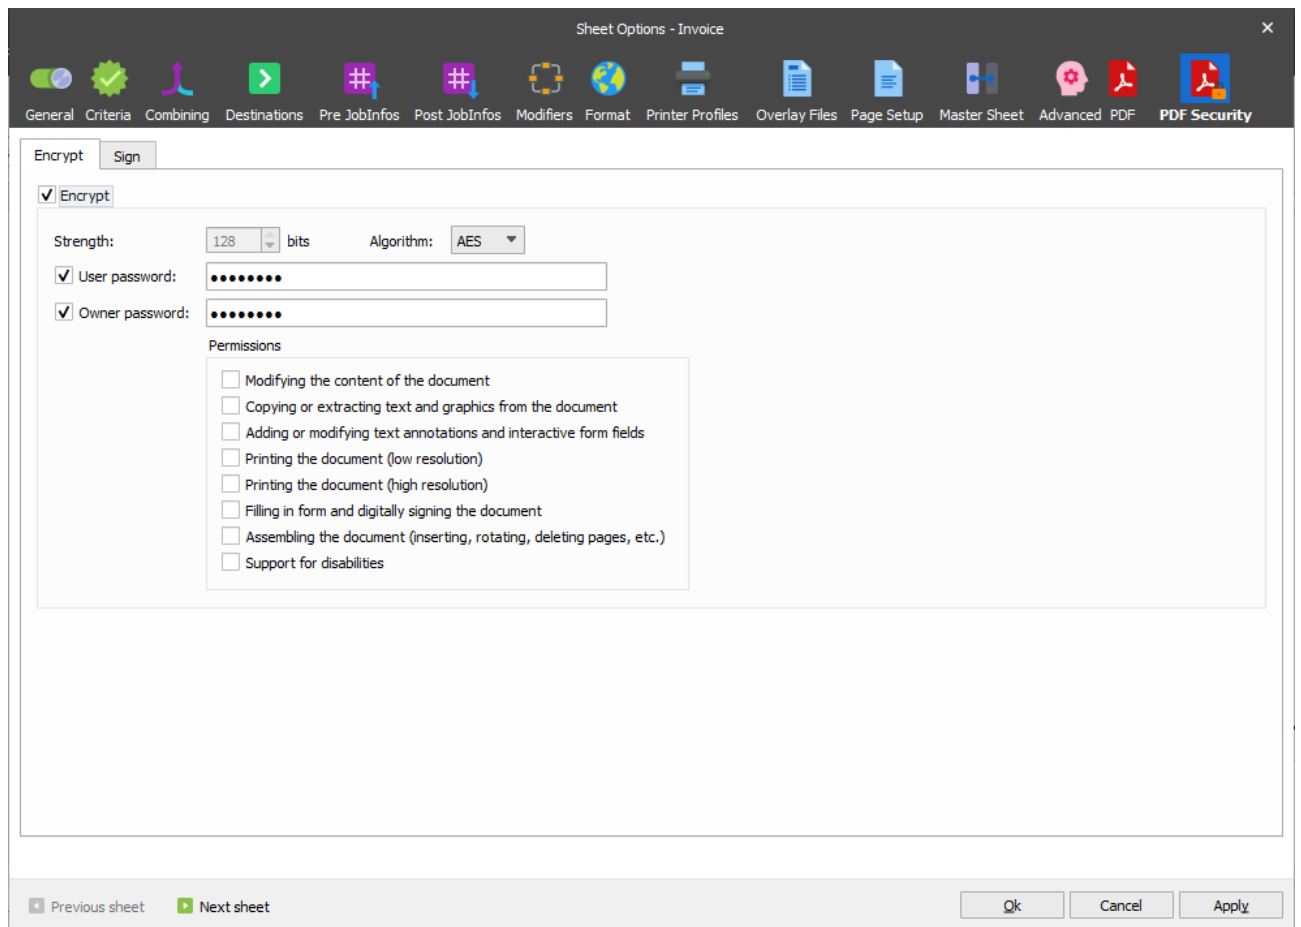 Sheet Options - Invoice
General Criteria Combining Destinations Pre JobInfos Post JobInfos Modifiers Format Printer Profiles Overlay Files Page Setup Master Sheet Advanced PDF PDF Security
Encrypt Sign
Encrypt
Strength: 128 bits Algorithm: AES
User password: ••••••••
Owner password: ••••••••
Permissions
Modifying the content of the document
Copying or extracting text and graphics from the document
Adding or modifying text annotations and interactive form fields
Printing the document (low resolution)
Printing the document (high resolution)
Filling in form and digitally signing the document
Assembling the document (inserting, rotating, deleting pages, etc.)
Support for disabilities
Previous sheet Next sheet Ok Cancel Apply